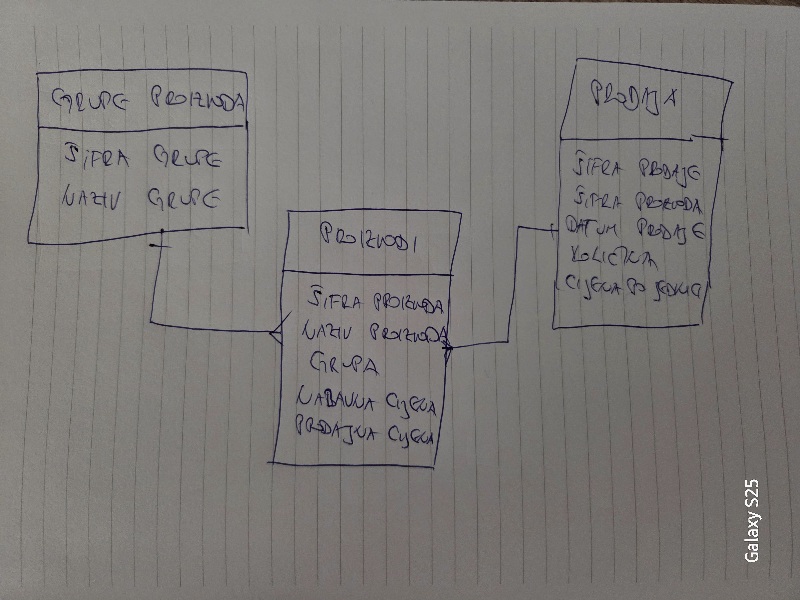 GRUPE PROIZVODA
ŠIFRA GRUPE
NAZIV GRUPE
PROIZVODI
ŠIFRA PROIZVODA
NAZIV PROIZVODA
GRUPA
NABAVNA CIJENA
PRODAJNA CIJENA
PRODAJA
ŠIFRA PRODAJE
ŠIFRA PROIZVODA
DATUM PRODAJE
KOLIČINA
CIJENA PO JEDINICI
Galaxy S25